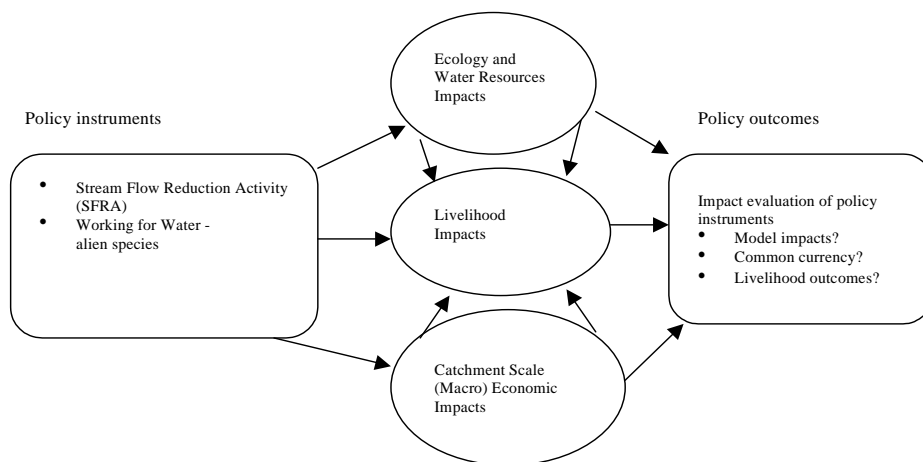 Policy instruments
• Stream Flow Reduction Activity
(SFRA)
• Working for Water -
alien species
Ecology and
Water Resources
Impacts
Livelihood
Impacts
Catchment Scale
(Macro) Economic
Impacts
Policy outcomes
Impact evaluation of policy
instruments
• Model impacts?
• Common currency?
• Livelihood outcomes?